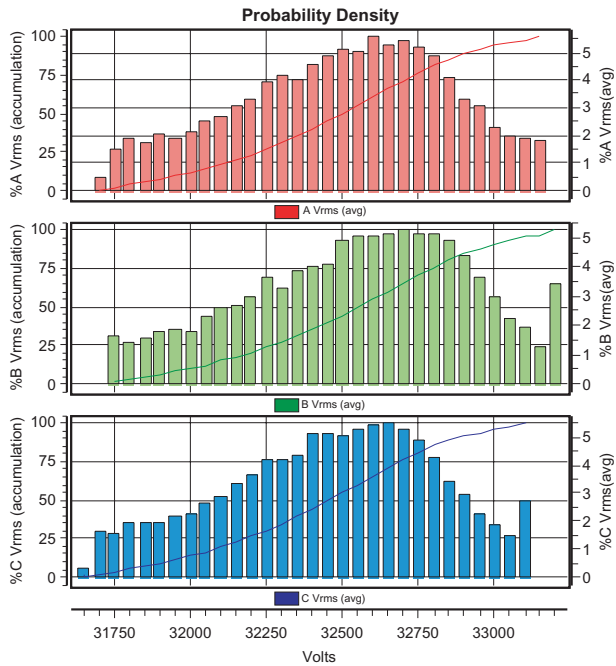 Probability Density
%A Vrms (accumulation)
100
75
50
25
0
5
4
3
2
1
0
%A Vrms(avg)
A Vrms (avg)
%B Vrms (accumulation)
100
75
50
25
0
5
4
3
2
1
0
%B Vrms(avg)
B Vrms (avg)
%C Vrms (accumulation)
100
75
50
25
0
5
4
3
2
1
0
%C Vrms(avg)
C Vrms (avg)
31750 32000 32250 32500 32750 33000
Volts